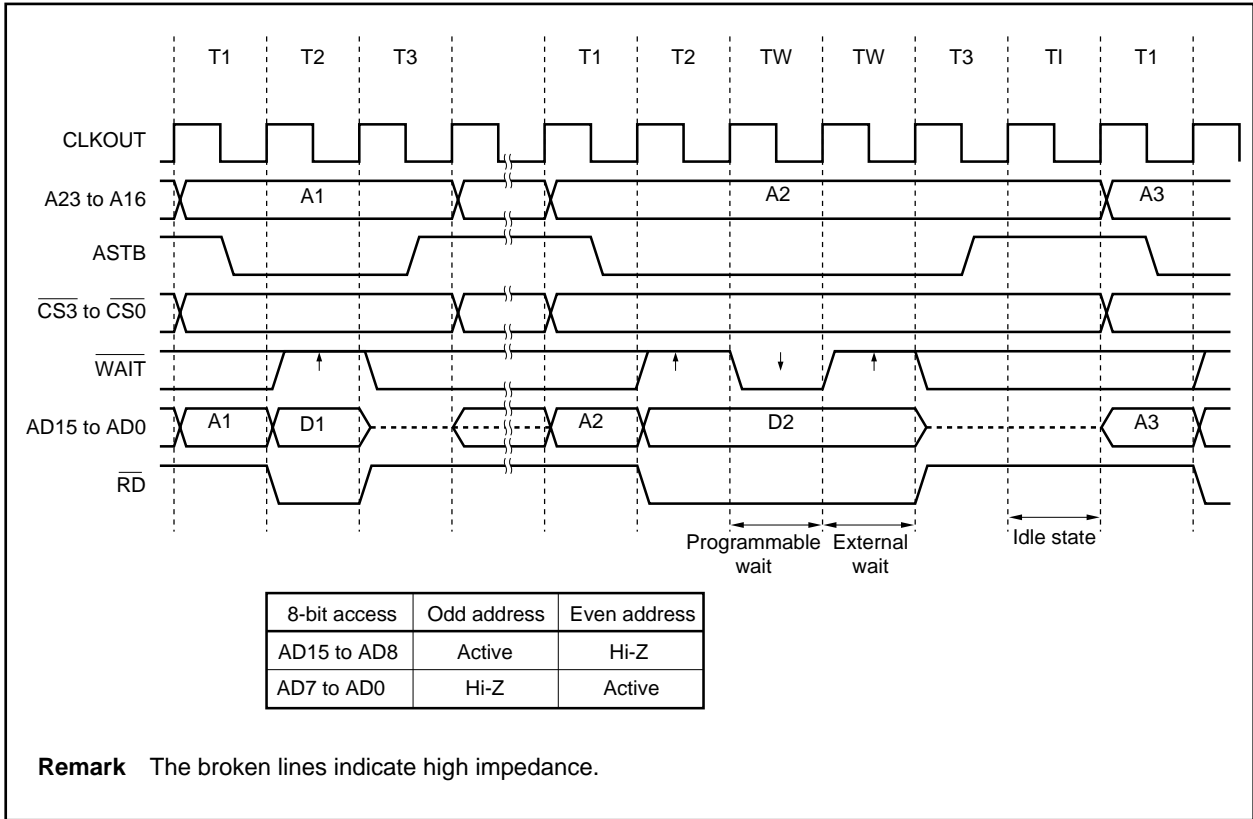 T1 T2 T3 T1 T2 TW TW T3 TI T1
CLKOUT
A23 to A16 A1 A2 A3
ASTB
CS3 to CS0
WAIT
AD15 to AD0 A1 D1 A2 D2 A3
RD
Programmable wait
External wait
Idle state
8-bit access Odd address Even address
AD15 to AD8 Active Hi-Z
AD7 to AD0 Hi-Z Active
Remark The broken lines indicate high impedance.